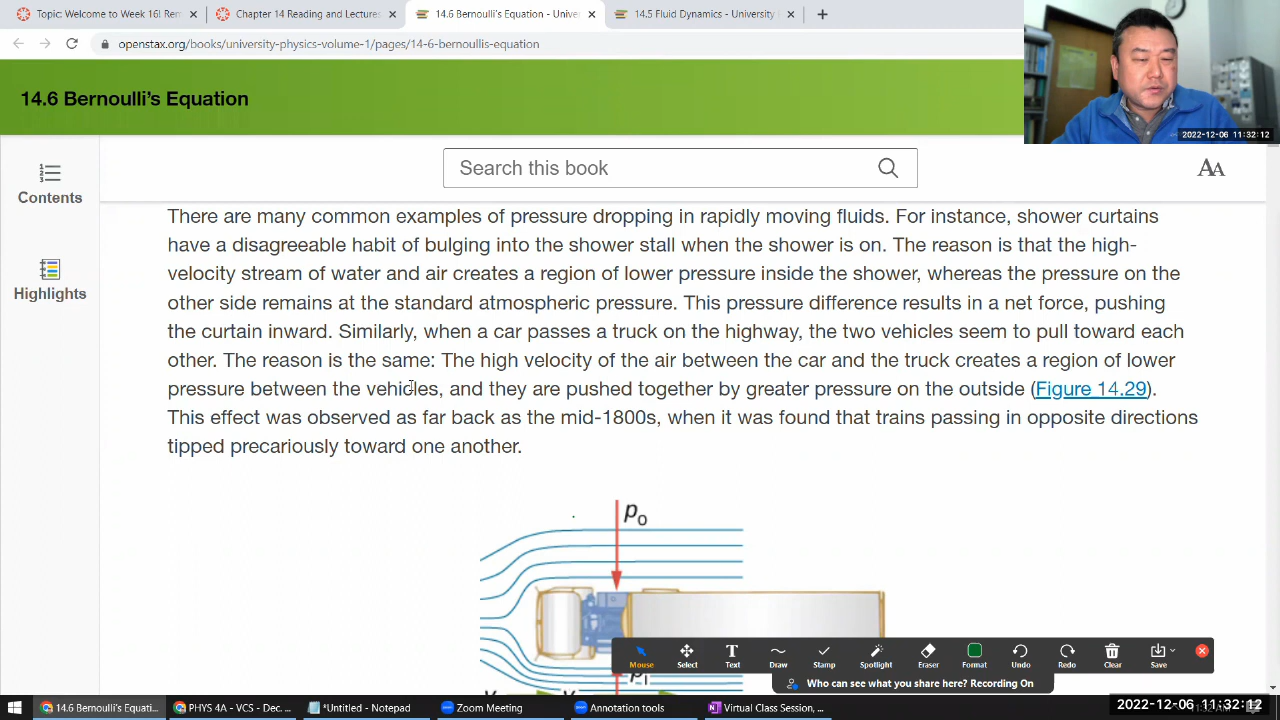 Topic: Welcome to Week 16! Rem
Chapter 14 Reading and Lectures
14.6 Bernoulli's Equation - Unive
14.5 Fluid Dynamics - University
openstax.org/books/university-physics-volume-1/pages/14-6-bernoullis-equation
2022-12-06 11:32:12
14.6 Bernoulli's Equation
Search this book
AA
Contents
Highlights
There are many common examples of pressure dropping in rapidly moving fluids. For instance, shower curtains
have a disagreeable habit of bulging into the shower stall when the shower is on. The reason is that the high-
velocity stream of water and air creates a region of lower pressure inside the shower, whereas the pressure on the
other side remains at the standard atmospheric pressure. This pressure difference results in a net force, pushing
the curtain inward. Similarly, when a car passes a truck on the highway, the two vehicles seem to pull toward each
other. The reason is the same: The high velocity of the air between the car and the truck creates a region of lower
pressure between the vehicles, and they are pushed together by greater pressure on the outside (Figure 14.29).
This effect was observed as far back as the mid-1800s, when it was found that trains passing in opposite directions
tipped precariously toward one another.
p₀
Mouse Select Text Draw Stamp Spotlight Eraser Format Undo Redo Clear Save
Who can see what you share here? Recording On
14.6 Bernoulli's Equati...
PHYS 4A - VCS - Dec ...
*Untitled - Notepad
Zoom Meeting
Annotation tools
Virtual Class Session, ...
2022-12-06 11:32:12